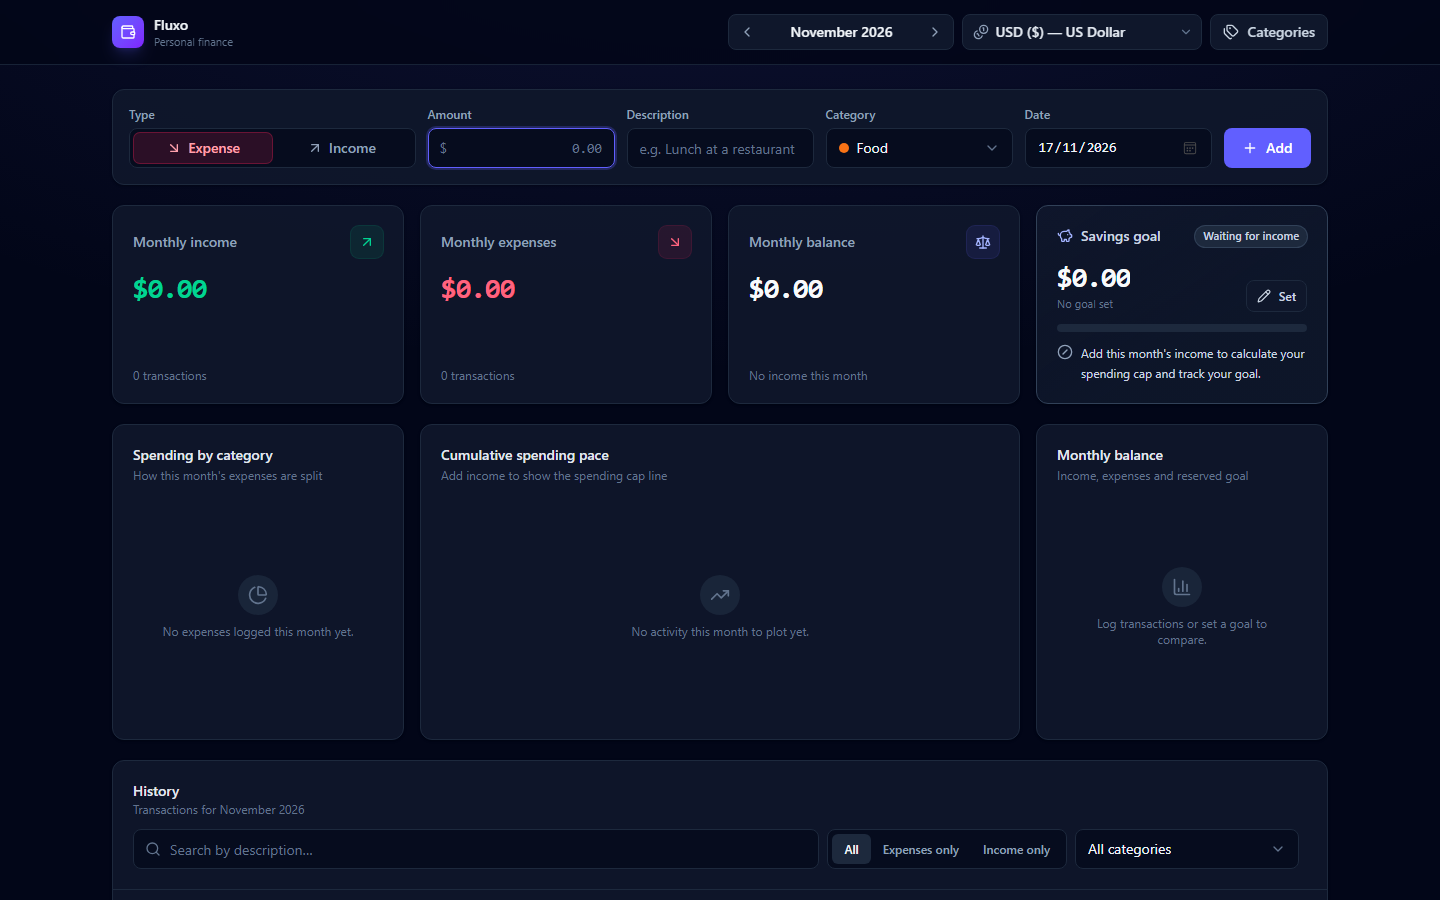 Fluxo
Personal finance
November 2026
USD ($) — US Dollar
Categories
Type
Expense
Income
Amount
$ 0.00
Description
e.g. Lunch at a restaurant
Category
Food
Date
17/11/2026
Add
Monthly income
$0.00
0 transactions
Monthly expenses
$0.00
0 transactions
Monthly balance
$0.00
No income this month
Savings goal
Waiting for income
$0.00
No goal set
Set
Add this month's income to calculate your
spending cap and track your goal.
Spending by category
How this month's expenses are split
No expenses logged this month yet.
Cumulative spending pace
Add income to show the spending cap line
No activity this month to plot yet.
Monthly balance
Income, expenses and reserved goal
Log transactions or set a goal to
compare.
History
Transactions for November 2026
Search by description...
All
Expenses only
Income only
All categories